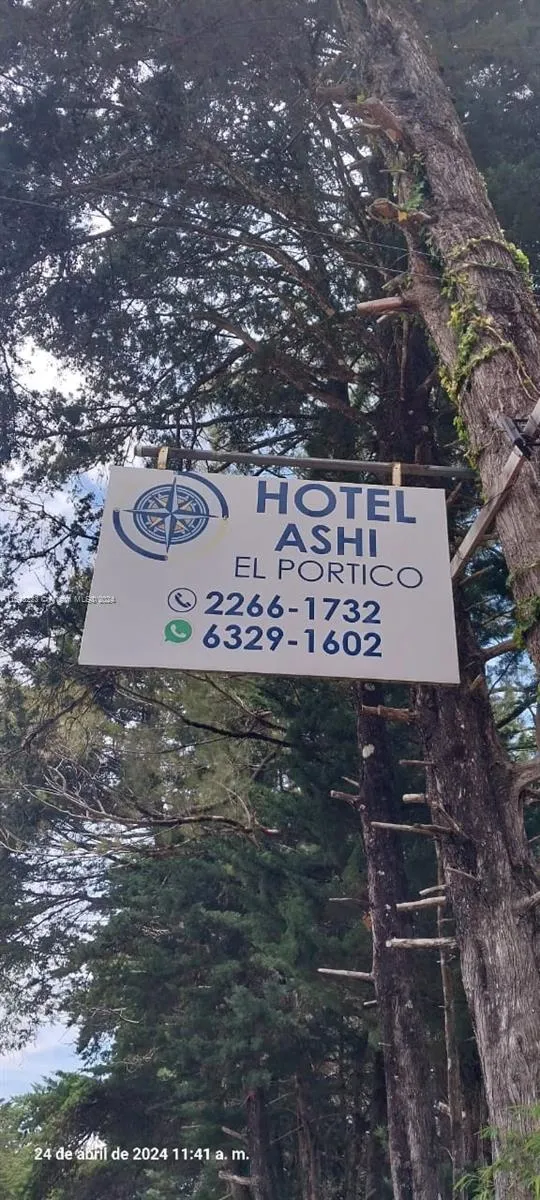 HOTEL
ASHI
EL PORTICO
2266-1732
6329-1602
24 de abril de 2024 11:41 a. m.